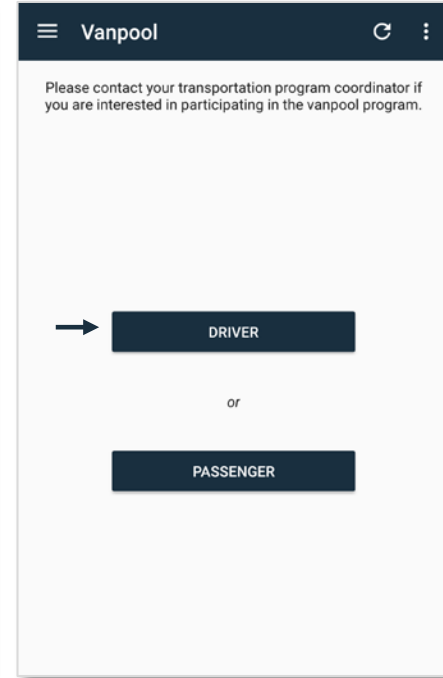 Vanpool
Please contact your transportation program coordinator if
you are interested in participating in the vanpool program.
DRIVER
or
PASSENGER